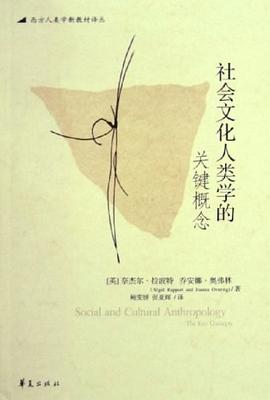 西方人类学新教材译丛
社会文化人类学的
关键概念
[英] 奈杰尔·拉波特 乔安娜·奥弗林
(Nigel Rapport and Joanna Overing) 著
鲍雯妍 张亚辉/译
Social and Cultural Anthropology
The Key Concepts
华夏出版社